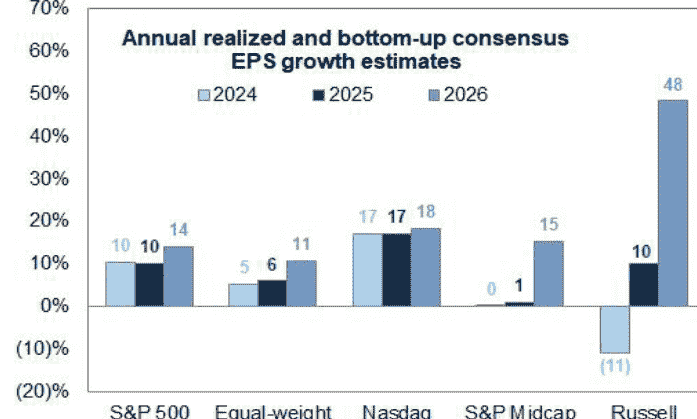 70%
Annual realized and bottom-up consensus
EPS growth estimates
60%
2024 2025 2026
50%
48
40%
30%
20%
10 10 14
5 6 11
17 17 18
0 1 15
(11) 10
10%
0%
(10)%
(20)%
S&P 500 Equal-weight Nasdaq S&P Midcap Russell